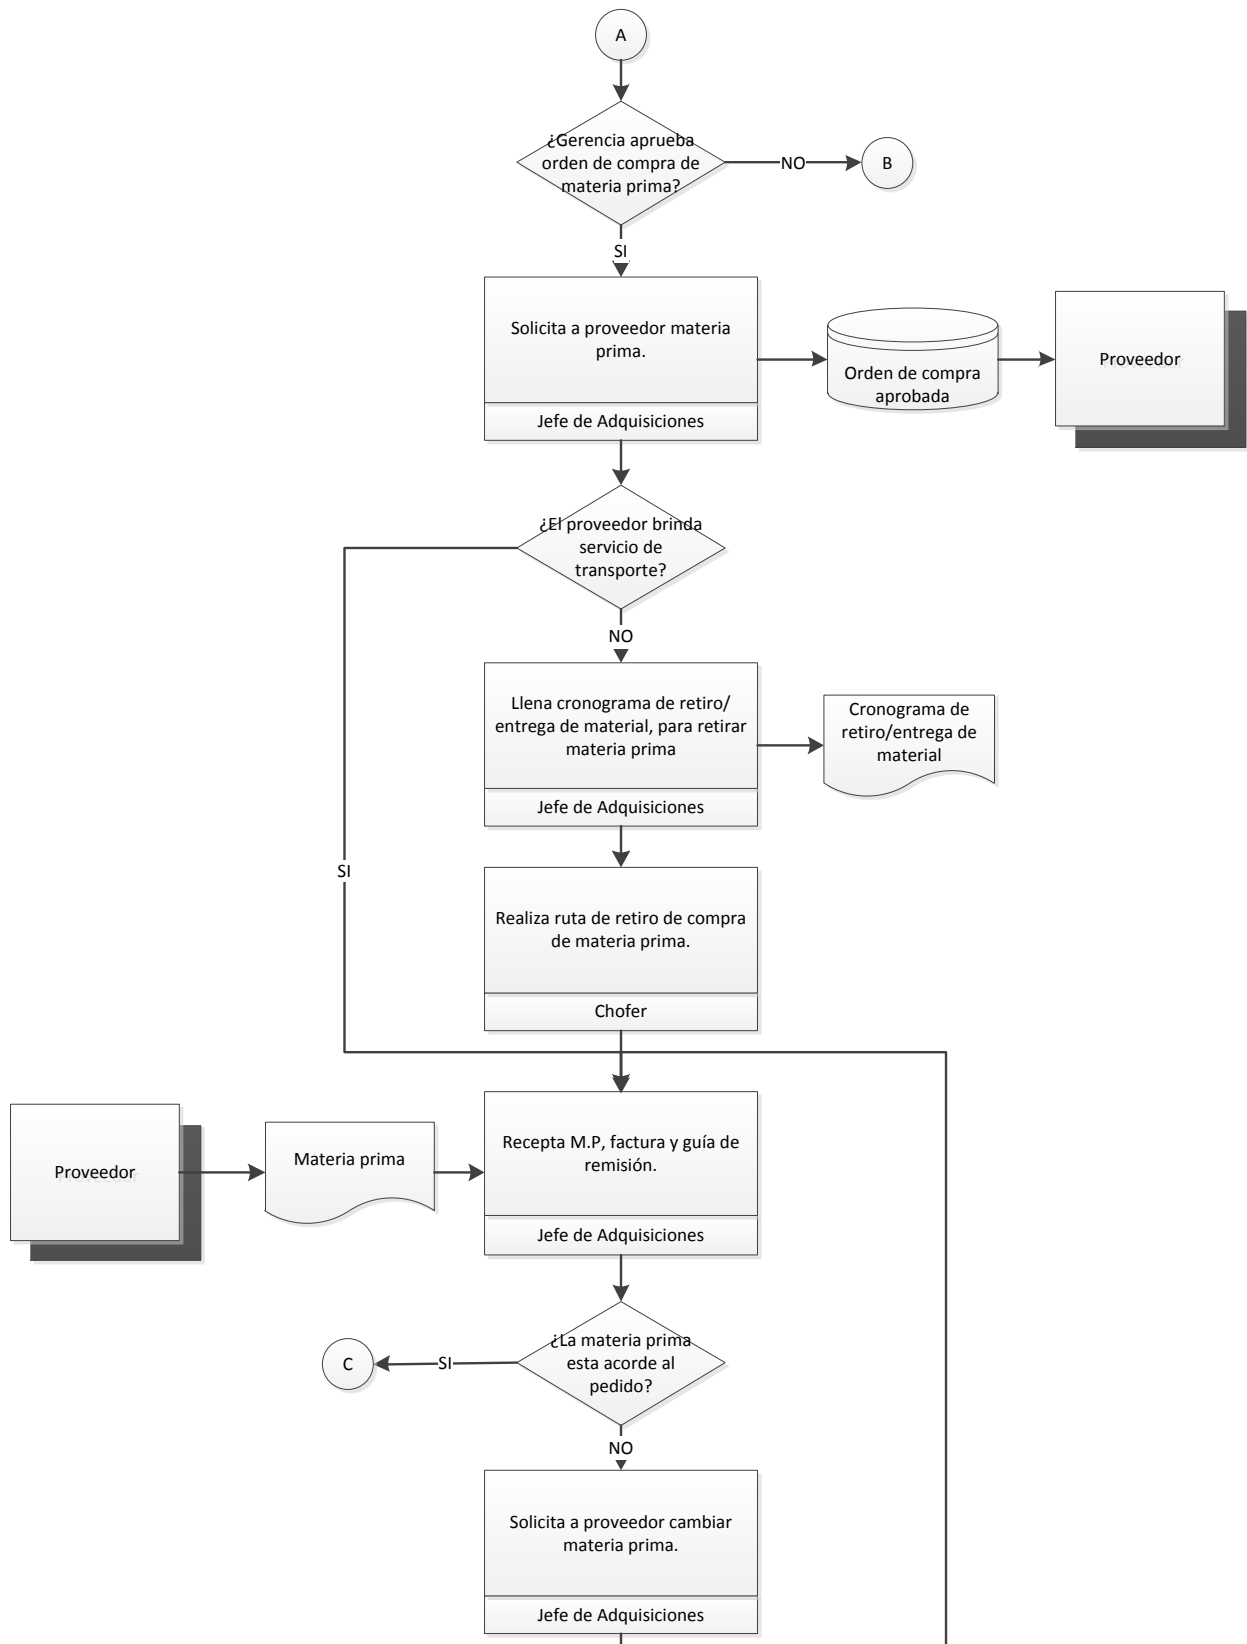 A
¿Gerencia aprueba
orden de compra de
materia prima?
NO
B
SI
Solicita a proveedor materia
prima.
Jefe de Adquisiciones
Orden de compra
aprobada
Proveedor
¿El proveedor brinda
servicio de
transporte?
NO
Llena cronograma de retiro/
entrega de material, para retirar
materia prima
Jefe de Adquisiciones
Cronograma de
retiro/entrega de
material
SI
Realiza ruta de retiro de compra
de materia prima.
Chofer
Proveedor
Materia prima
Recepta M.P, factura y guía de
remisión.
Jefe de Adquisiciones
¿La materia prima
esta acorde al
pedido?
SI
C
NO
Solicita a proveedor cambiar
materia prima.
Jefe de Adquisiciones